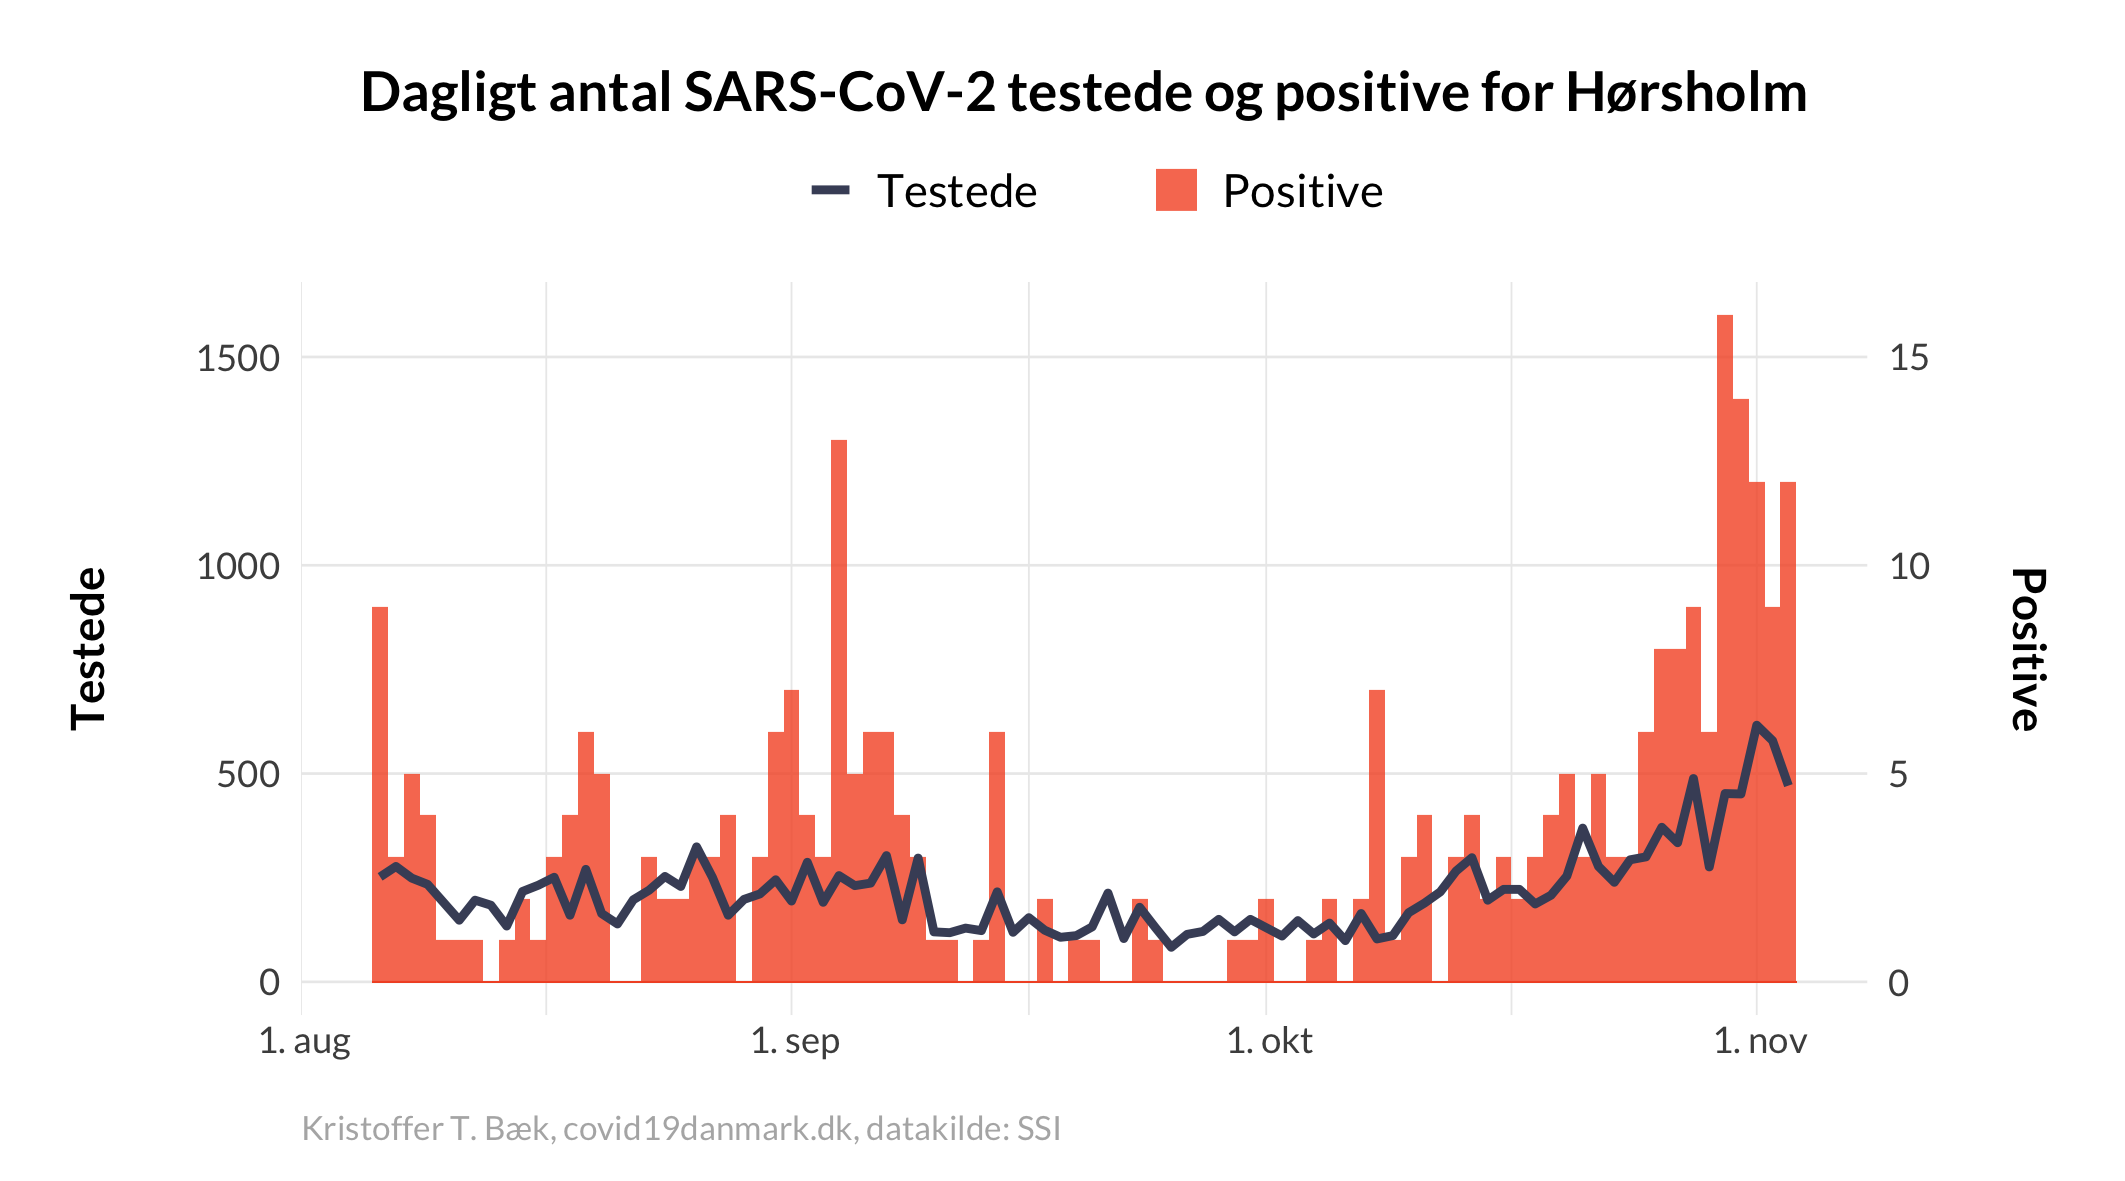 Dagligt antal SARS-CoV-2 testede og positive for Hørsholm
Testede
Positive
1500
1000
500
0
Testede
15
10
5
0
Positive
1. aug
1. sep
1. okt
1. nov
Kristoffer T. Bæk, covid19danmark.dk, datakilde: SSI